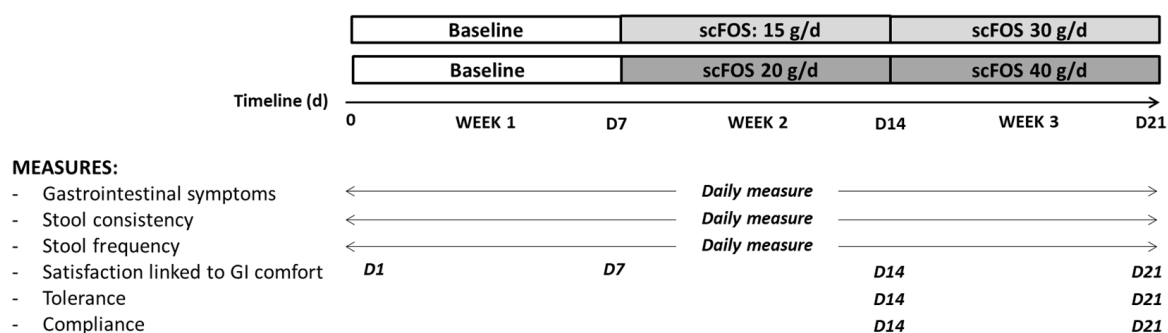 Baseline scFOS: 15 g/d scFOS 30 g/d
Baseline scFOS 20 g/d scFOS 40 g/d
Timeline (d)
0 WEEK 1 D7 WEEK 2 D14 WEEK 3 D21
MEASURES:
- Gastrointestinal symptoms Daily measure
- Stool consistency Daily measure
- Stool frequency Daily measure
- Satisfaction linked to GI comfort D1 D7 D14 D21
- Tolerance D14 D21
- Compliance D14 D21